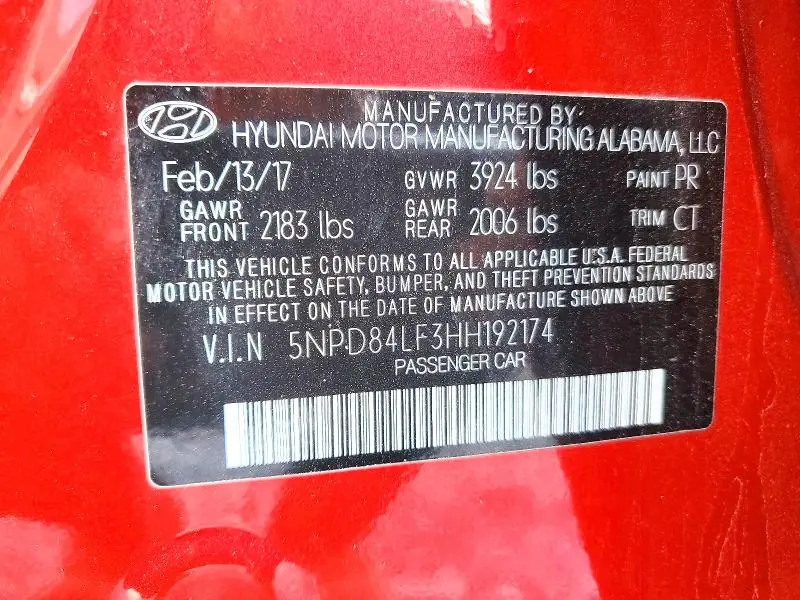 MANUFACTURED BY
HYUNDAI MOTOR MANUFACTURING ALABAMA, LLC
Feb/13/17 GVWR 3924 lbs PAINT PR
GAWR FRONT 2183 lbs GAWR REAR 2006 lbs TRIM CT
THIS VEHICLE CONFORMS TO ALL APPLICABLE U.S.A. FEDERAL
MOTOR VEHICLE SAFETY, BUMPER, AND THEFT PREVENTION STANDARDS
IN EFFECT ON THE DATE OF MANUFACTURE SHOWN ABOVE
V.I.N 5NPD84LF3HH192174
PASSENGER CAR